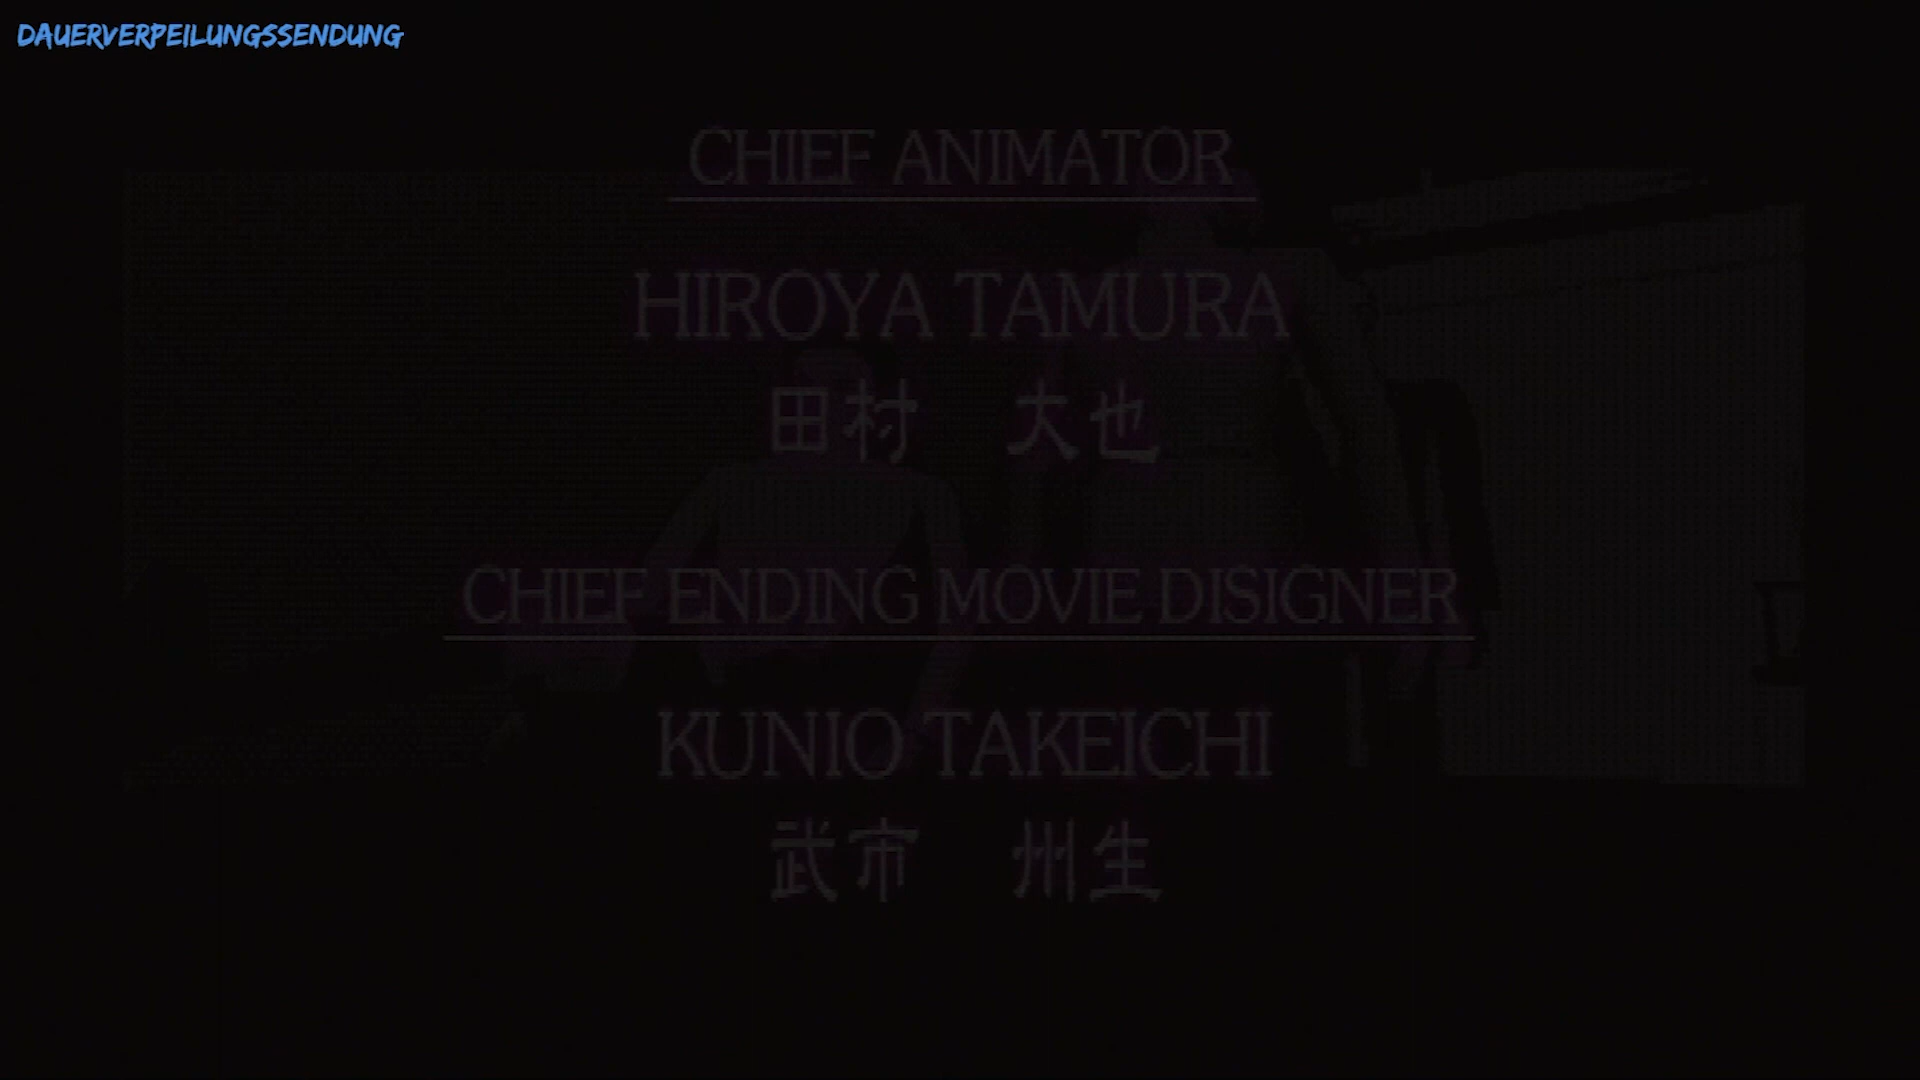 DAUERVERPEILUNGSSENDUNG
CHIEF ANIMATOR
HIROYA TAMURA
田村 大也
CHIEF ENDING MOVIE DISIGNER
KUNIO TAKEICHI
武市 州生